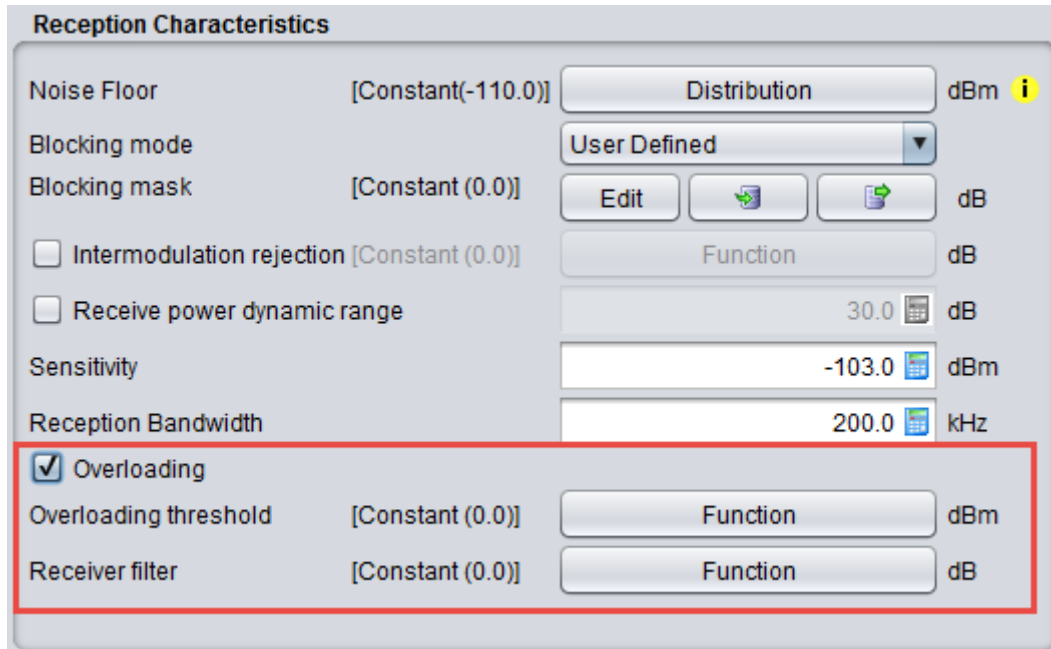 Reception Characteristics
Noise Floor [Constant(-110.0)] Distribution dBm i
Blocking mode User Defined
Blocking mask [Constant (0.0)] Edit dB
Intermodulation rejection [Constant (0.0)] Function dB
Receive power dynamic range 30.0 dB
Sensitivity -103.0 dBm
Reception Bandwidth 200.0 kHz
Overloading
Overloading threshold [Constant (0.0)] Function dBm
Receiver filter [Constant (0.0)] Function dB